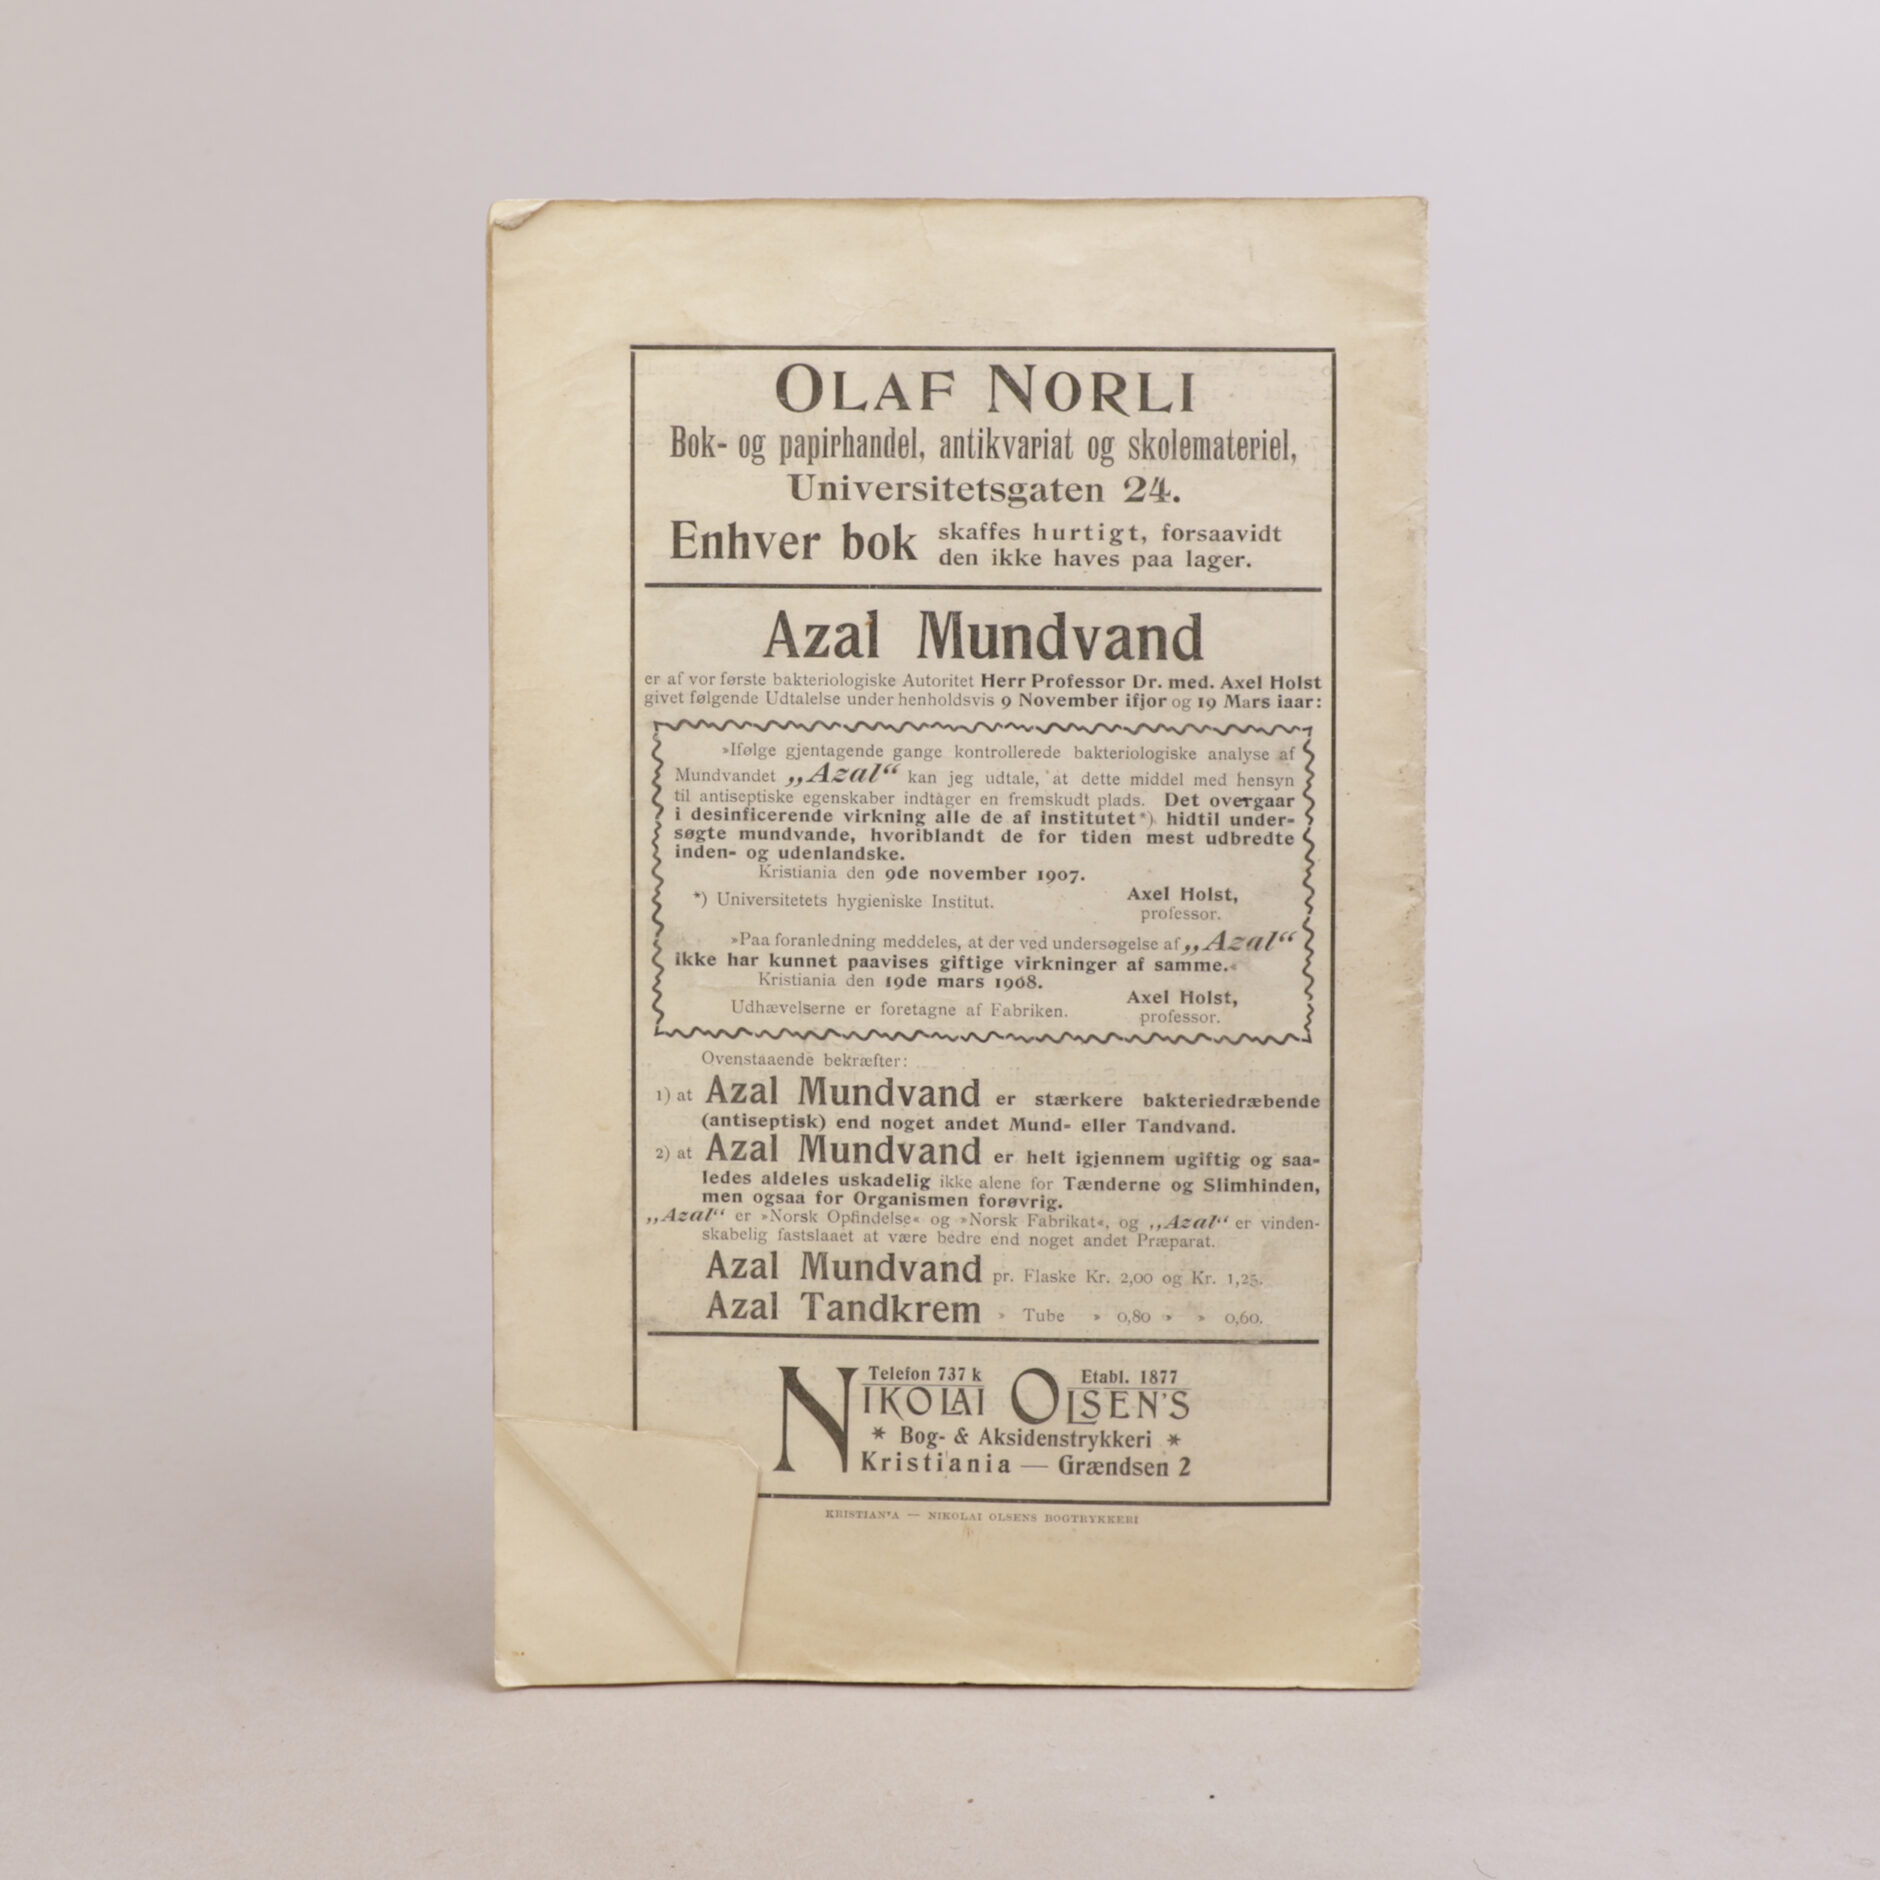 OLAF NORLI
Bok- og papirhandel, antikvariat og skolemateriel,
Universitetsgaten 24.
Enhver bok skaffes hurtigt, forsaavidt
den ikke haves paa lager.
Azal Mundvand
er af vor første bakteriologiske Autoritet Herr Professor Dr. med. Axel Holst
givet følgende Udtalelse under henholdsvis 9 November ifjor og 19 Mars iaar:
»Ifølge gjentagende gange kontrollerede bakteriologiske analyse af
Mundvandet „Azal“ kan jeg udtale, at dette middel med hensyn
til antiseptiske egenskaber indtager en fremskudt plads. Det overgaar
i desinficerende virkning alle de af institutet*) hidtil under-
søgte mundvande, hvoriblandt de for tiden mest udbredte
inden- og udenlandske.
Kristiania den 9de november 1907.
Axel Holst,
*) Universitetets hygieniske Institut.
professor.
»Paa foranledning meddeles, at der ved undersøgelse af „Azal“
ikke har kunnet paavises giftige virkninger af samme.«
Kristiania den 19de mars 1908.
Axel Holst,
Udhævelserne er foretagne af Fabriken.
professor.
Ovenstaaende bekræfter:
1) at Azal Mundvand er stærkere bakteriedræbende
(antiseptisk) end noget andet Mund- eller Tandvand.
2) at Azal Mundvand er helt igjennem ugiftig og saa-
ledes aldeles uskadelig ikke alene for Tænderne og Slimhinden,
men ogsaa for Organismen forøvrig.
„Azal“ er »Norsk Opfindelse« og »Norsk Fabrikat«, og „Azal“ er vinden-
skabelig fastslaaet at være bedre end noget andet Præparat.
Azal Mundvand pr. Flaske Kr. 2,00 og Kr. 1,25.
Azal Tandkrem » Tube » 0,80 » » 0,60.
Telefon 737 k Etabl. 1877
NIKOLAI OLSEN'S
* Bog- & Aksidenstrykkeri *
Kristiania — Grændsen 2
KRISTIANIA — NIKOLAI OLSENS BOGTRYKKERI